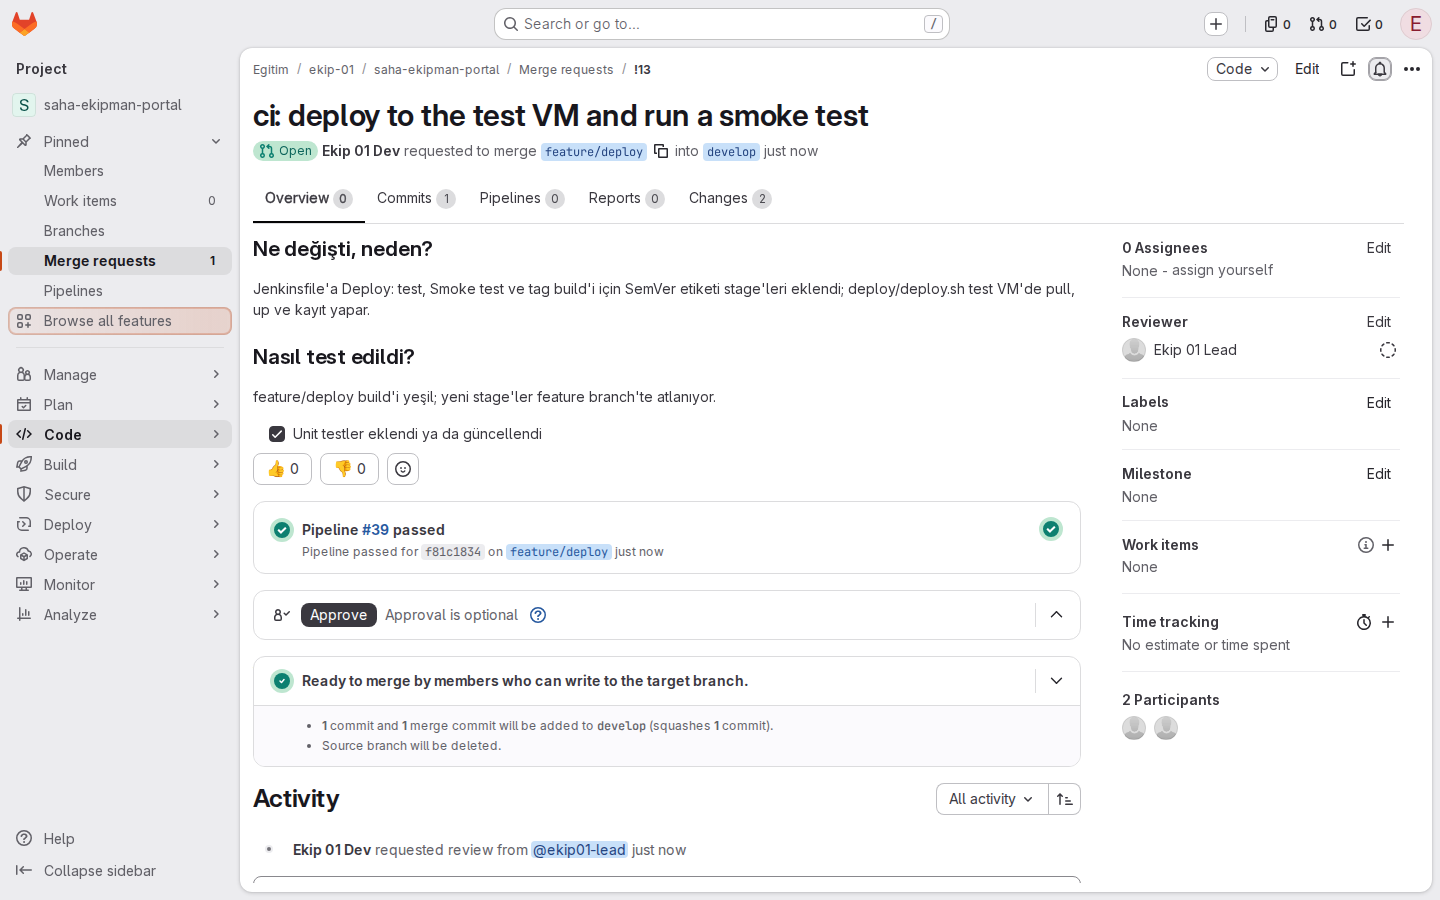 Search or go to...
/
0
0
0
E
Project
S
saha-ekipman-portal
Pinned
Members
Work items
0
Branches
Merge requests
1
Pipelines
Browse all features
Manage
Plan
Code
Build
Secure
Deploy
Operate
Monitor
Analyze
Help
Collapse sidebar
Egitim / ekip-01 / saha-ekipman-portal / Merge requests / !13
Code
Edit
ci: deploy to the test VM and run a smoke test
Open Ekip 01 Dev requested to merge feature/deploy into develop just now
Overview 0
Commits 1
Pipelines 0
Reports 0
Changes 2
Ne değişti, neden?
Jenkinsfile'a Deploy: test, Smoke test ve tag build'i için SemVer etiketi stage'leri eklendi; deploy/deploy.sh test VM'de pull,
up ve kayıt yapar.
Nasıl test edildi?
feature/deploy build'i yeşil; yeni stage'ler feature branch'te atlanıyor.
Unit testler eklendi ya da güncellendi
👍 0
👎 0
Pipeline #39 passed
Pipeline passed for f81c1834 on feature/deploy just now
Approve
Approval is optional
Ready to merge by members who can write to the target branch.
• 1 commit and 1 merge commit will be added to develop (squashes 1 commit).
• Source branch will be deleted.
Activity
All activity
Ekip 01 Dev requested review from @ekip01-lead just now
0 Assignees
Edit
None - assign yourself
Reviewer
Edit
Ekip 01 Lead
Labels
Edit
None
Milestone
Edit
None
Work items
None
Time tracking
No estimate or time spent
2 Participants